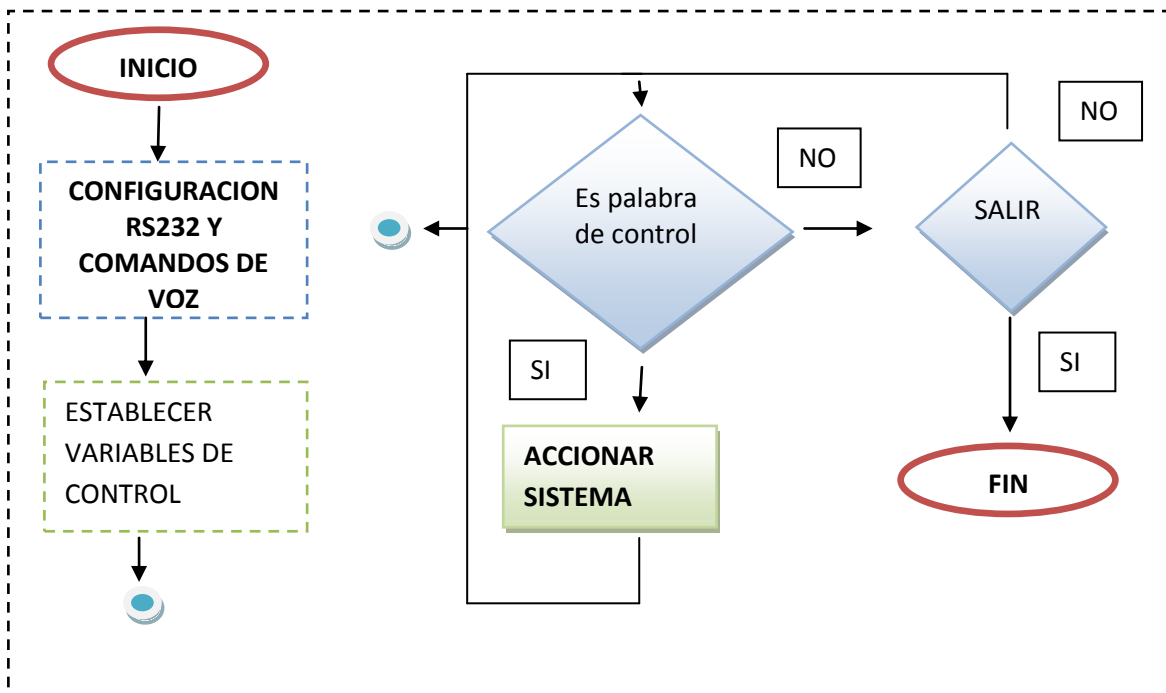 INICIO
CONFIGURACION
RS232 Y
COMANDOS DE
VOZ
ESTABLECER
VARIABLES DE
CONTROL
Es palabra
de control
NO
SI
ACCIONAR
SISTEMA
SALIR
NO
SI
FIN